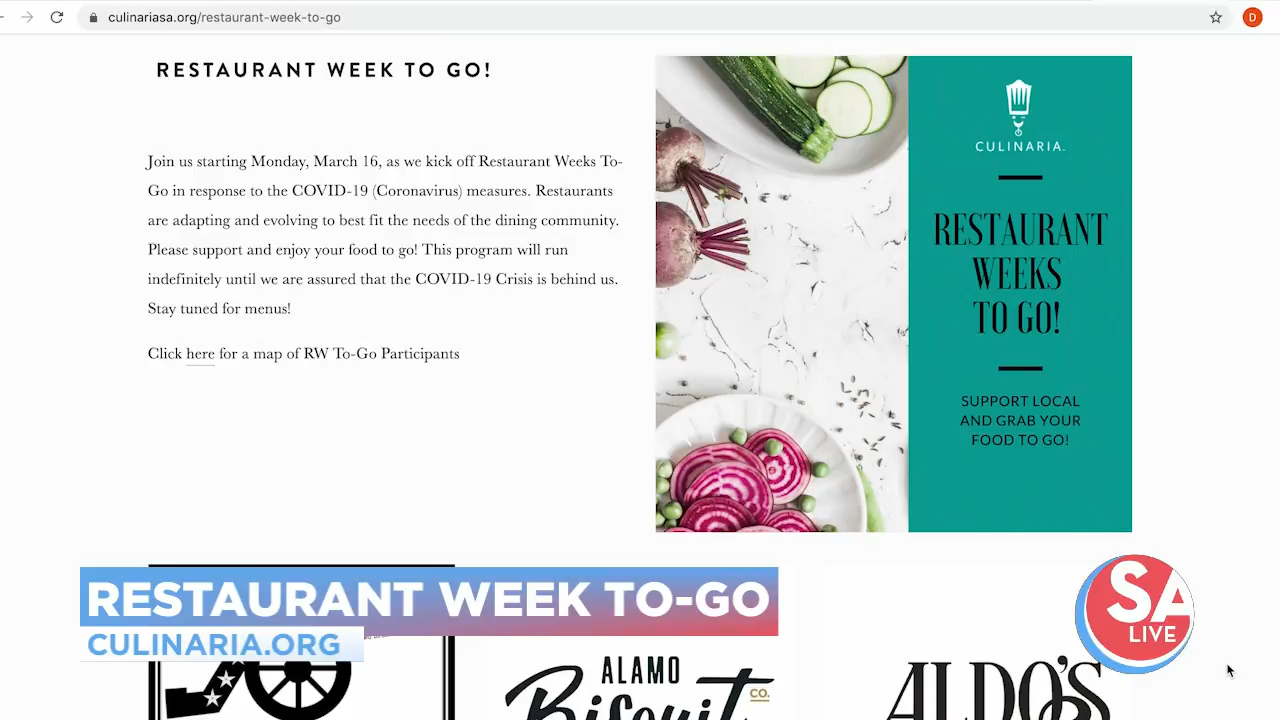 culinariasa.org/restaurant-week-to-go
D
RESTAURANT WEEK TO GO!
Join us starting Monday, March 16, as we kick off Restaurant Weeks To-
Go in response to the COVID-19 (Coronavirus) measures. Restaurants
are adapting and evolving to best fit the needs of the dining community.
Please support and enjoy your food to go! This program will run
indefinitely until we are assured that the COVID-19 Crisis is behind us.
Stay tuned for menus!
Click here for a map of RW To-Go Participants
CULINARIA
RESTAURANT
WEEKS
TO GO!
SUPPORT LOCAL
AND GRAB YOUR
FOOD TO GO!
RESTAURANT WEEK TO-GO
CULINARIA.ORG
SA
LIVE
ALAMO
Biscuit
CO.
ALDO'S